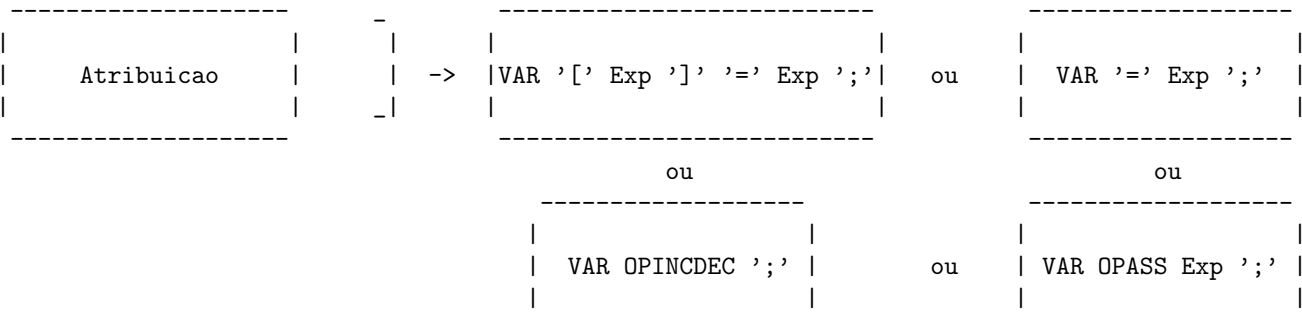 --------------------      _        ---------------------------           -------------------
|                    |      |      |                           |         |                   |
|     Atribuicao     |      |  ->  |VAR '[' Exp ']' '=' Exp ';'|   ou    |  VAR '=' Exp ';'  |
|                    |     _|      |                           |         |                   |
--------------------                ---------------------------           -------------------
ou                                 ou
-------------------                -------------------
|                   |              |                   |
|  VAR OPINCDEC ';' |        ou    | VAR OPASS Exp ';' |
|                   |              |                   |